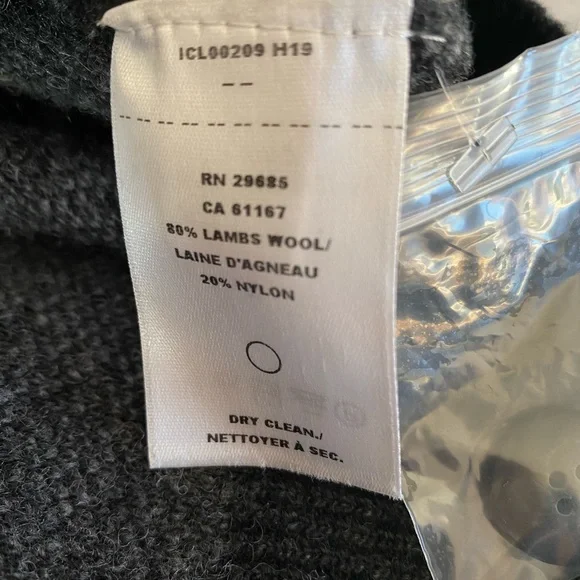 ICL00209 H19
--
RN 29685
CA 61167
80% LAMBS WOOL/
LAINE D'AGNEAU
20% NYLON
DRY CLEAN./
NETTOYER À SEC.